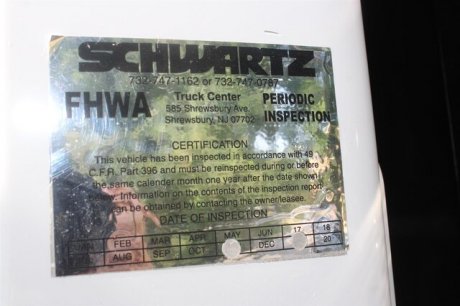 SCHWARTZ
732-747-1162 or 732-747-0787
FHWA Truck Center PERIODIC
585 Shrewsbury Ave. INSPECTION
Shrewsbury, NJ 07702
CERTIFICATION
This vehicle has been inspected in accordance with 49
C.F.R. Part 396 and must be reinspected during or before
the same calender month one year after the date shown
below. Information on the contents of the inspection report
can be obtained by contacting the owner/lease.
DATE OF INSPECTION
JAN FEB MAR APR MAY JUN 17 18
AUG SEP OCT DEC 20